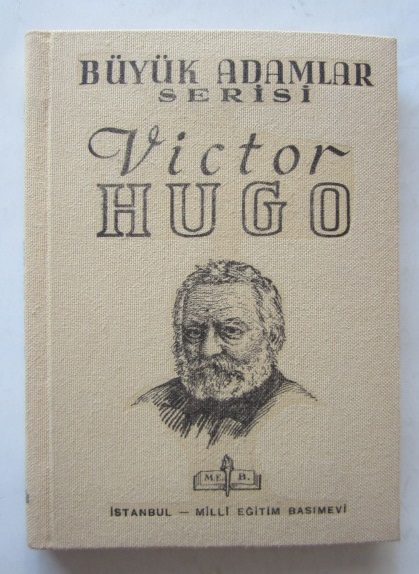 BÜYÜK ADAMLAR
SERİSİ
Victor
HUGO
M.E. B.
İSTANBUL — MİLLİ EĞİTİM BASIMEVİ